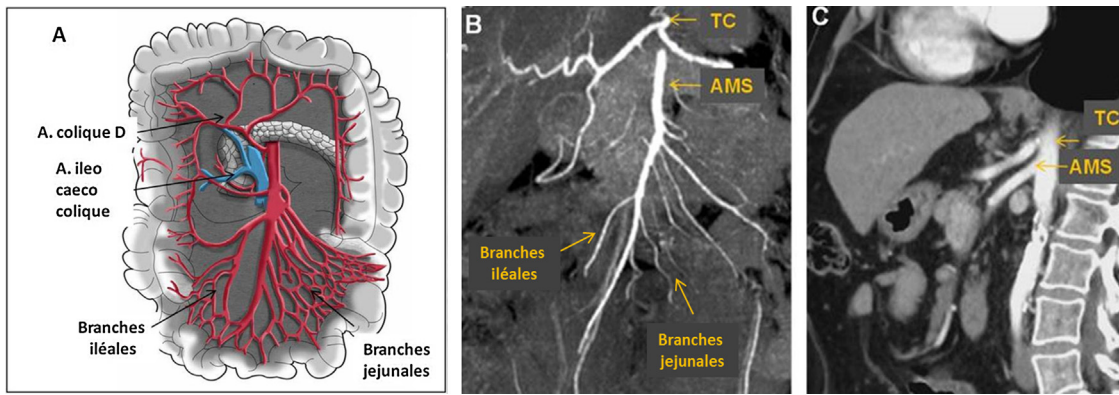 A
A. colique D
A. ileo
caeco
colique
Branches
iléales
Branches
jejunales
B
TC
AMS
Branches
iléales
Branches
jejunales
C
TC
AMS